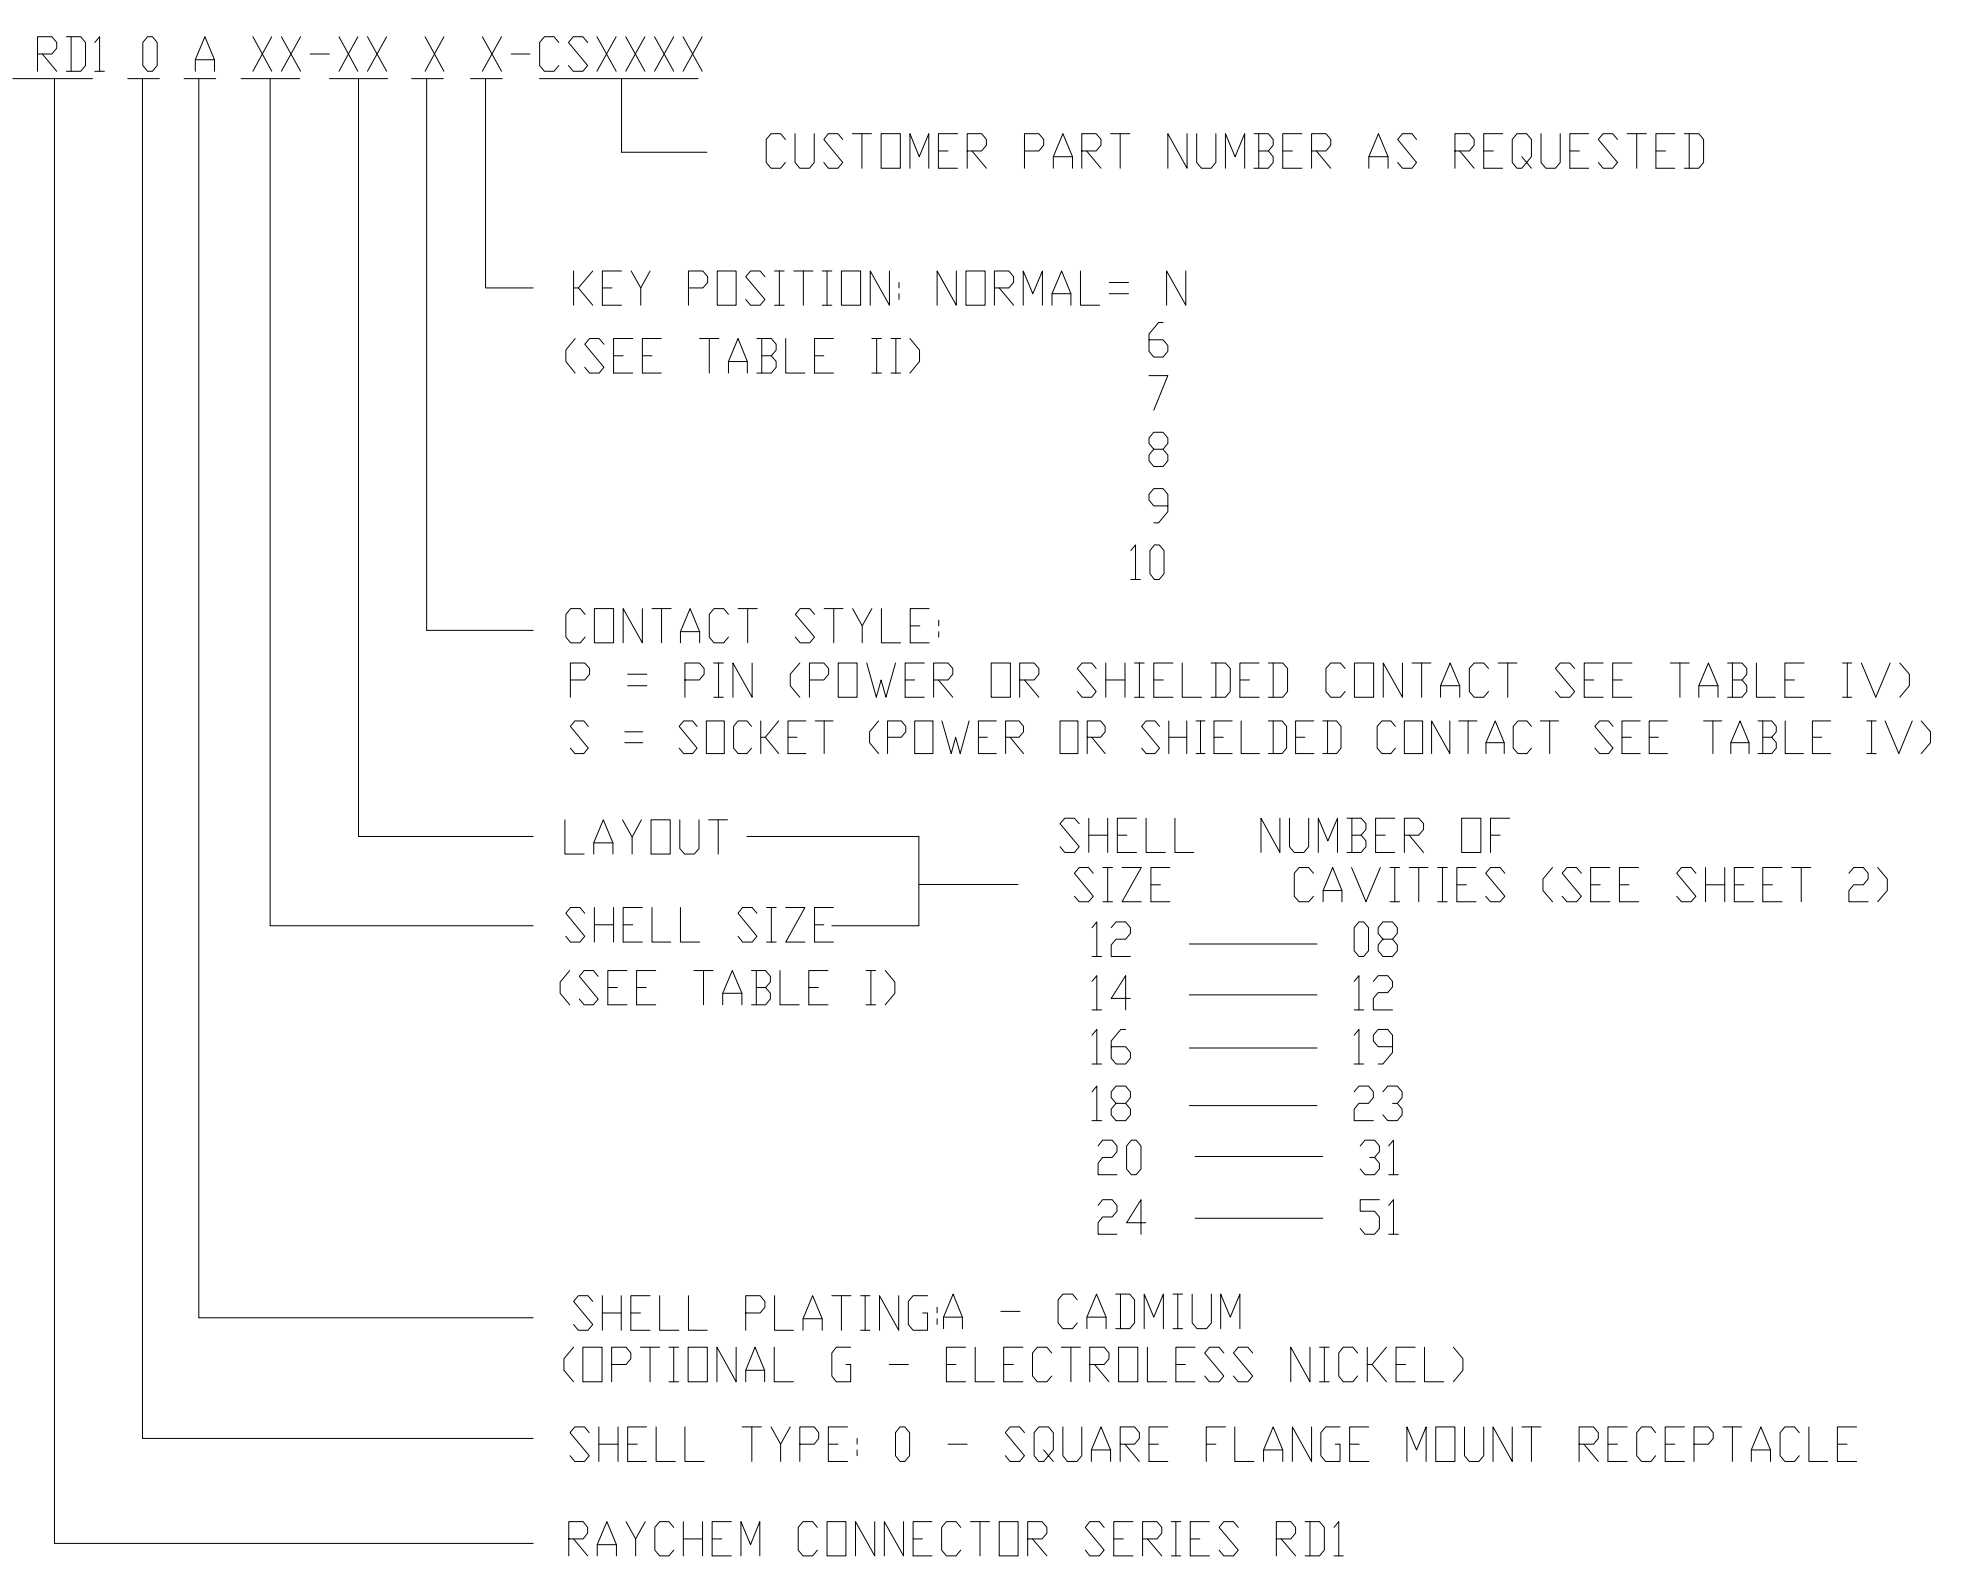 RD1 0 A XX-XX X X-CSXXXX
CUSTOMER PART NUMBER AS REQUESTED
KEY POSITION: NORMAL= N
(SEE TABLE II)
6
7
8
9
10
CONTACT STYLE:
P = PIN (POWER OR SHIELDED CONTACT SEE TABLE IV)
S = SOCKET (POWER OR SHIELDED CONTACT SEE TABLE IV)
LAYOUT
SHELL SIZE
(SEE TABLE I)
SHELL NUMBER OF
SIZE CAVITIES (SEE SHEET 2)
12 08
14 12
16 19
18 23
20 31
24 51
SHELL PLATING:A - CADMIUM
(OPTIONAL G - ELECTROLESS NICKEL)
SHELL TYPE: 0 - SQUARE FLANGE MOUNT RECEPTACLE
RAYCHEM CONNECTOR SERIES RD1